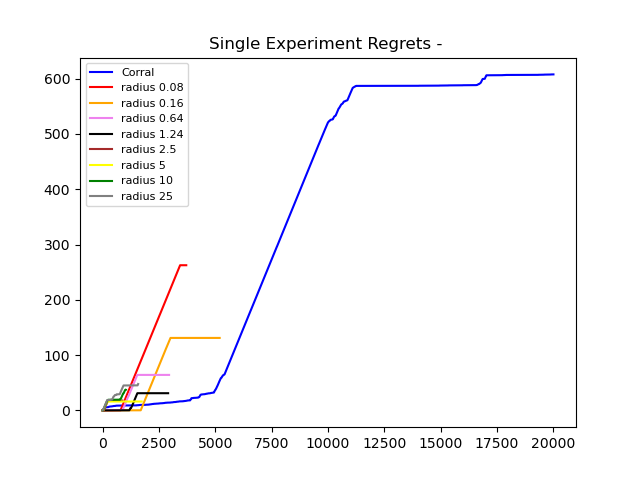 Single Experiment Regrets -
Corral
radius 0.08
radius 0.16
radius 0.64
radius 1.24
radius 2.5
radius 5
radius 10
radius 25
600
500
400
300
200
100
0
0 2500 5000 7500 10000 12500 15000 17500 20000